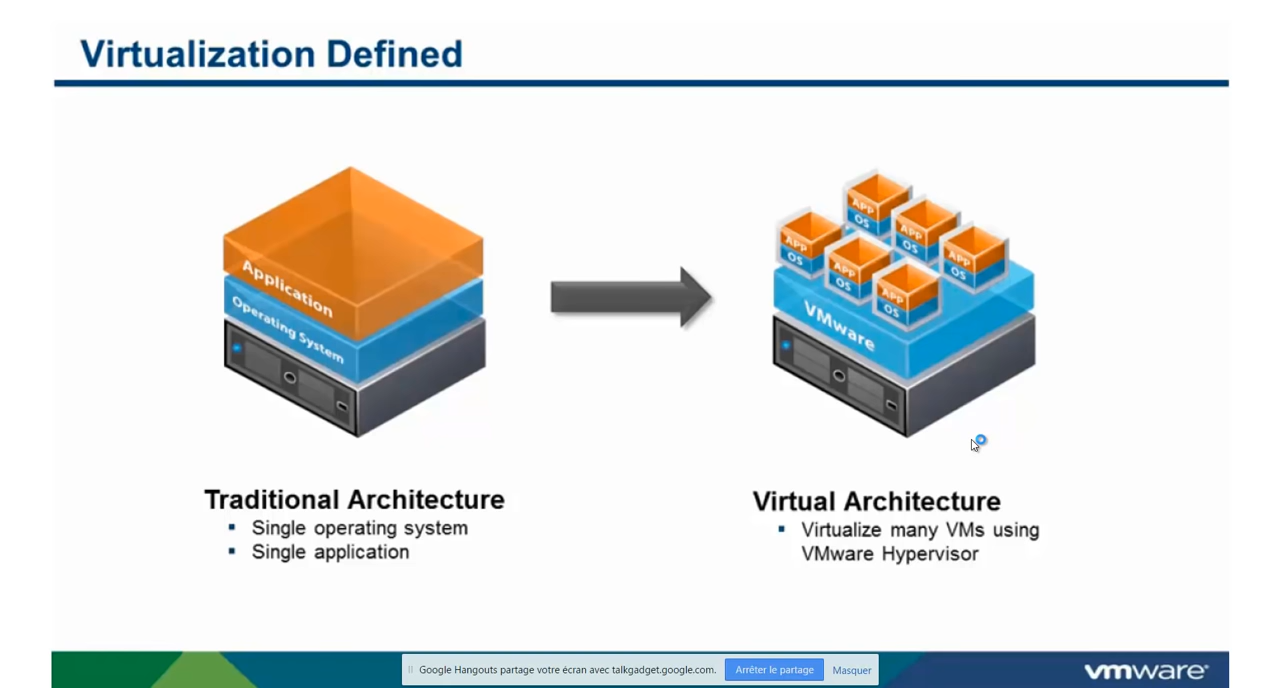 Virtualization Defined
Application
Operating System
APP
OS
APP
OS
APP
OS
APP
OS
APP
OS
APP
OS
VMware
Traditional Architecture
Single operating system
Single application
Virtual Architecture
Virtualize many VMs using
VMware Hypervisor
Google Hangouts partage votre écran avec talkgadget.google.com.
Arrêter le partage
Masquer
vmware